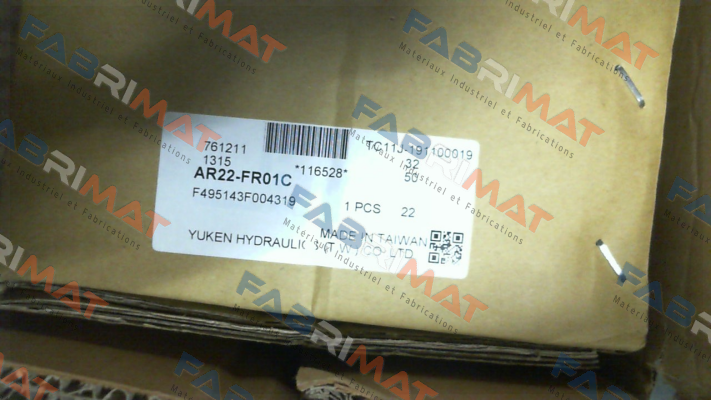 761211
1315
*116528*
TC11J-191100019
32
50
AR22-FR01C
F495143F004319
1 PCS 22
MADE IN TAIWAN
YUKEN HYDRAULIC CO., LTD
FABRIMAT
Materiaux Industriel et Fabrications